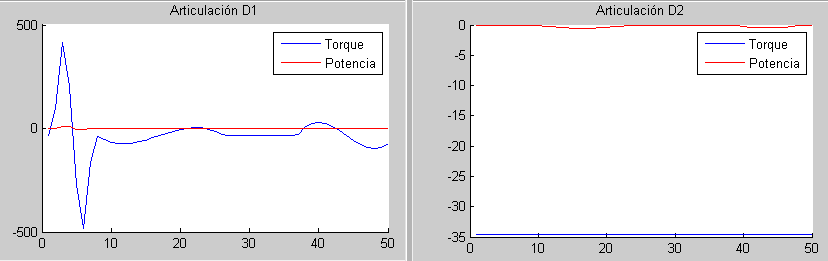 Articulación D1
500
0
-500
Torque
Potencia
0 10 20 30 40 50
Articulación D2
0
-5
-10
-15
-20
-25
-30
-35
Torque
Potencia
0 10 20 30 40 50